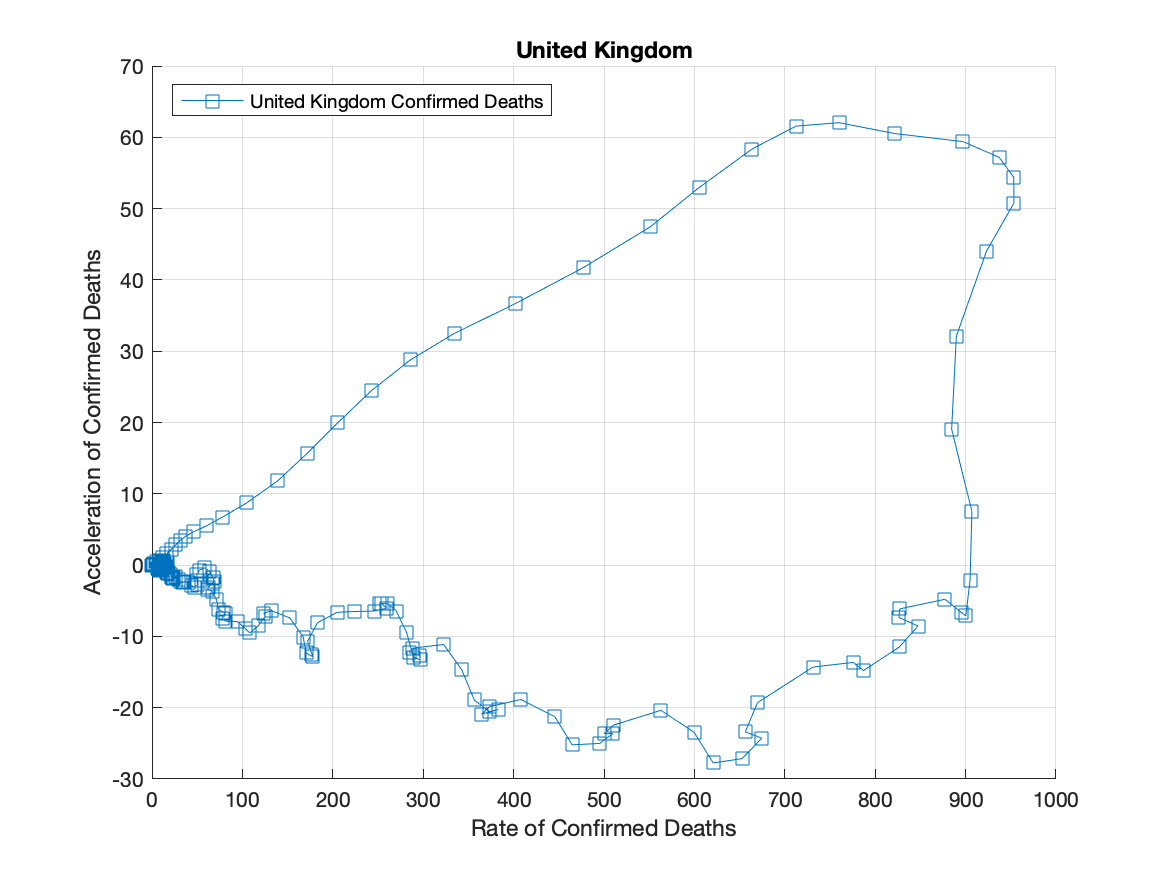 United Kingdom
70
United Kingdom Confirmed Deaths
60
50
40
30
20
10
0
-10
-20
-30
Acceleration of Confirmed Deaths
0 100 200 300 400 500 600 700 800 900 1000
Rate of Confirmed Deaths